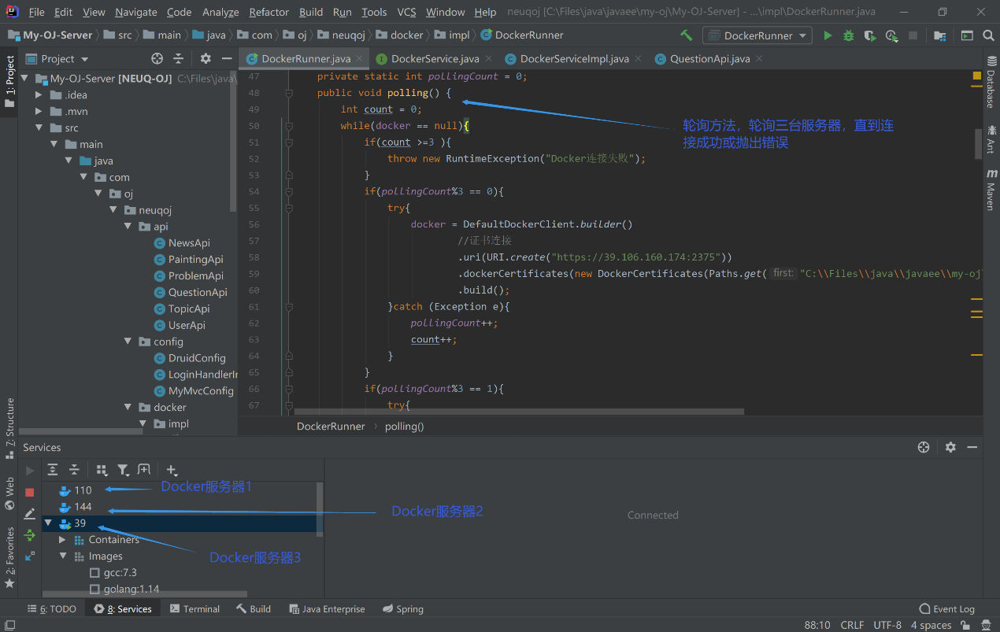 File Edit View Navigate Code Analyze Refactor Build Run Tools VCS Window Help neuqoj [C:\Files\java\javaee\my-oj\My-OJ-Server] - ...\impl\DockerRunner.java
My-OJ-Server src main java com oj neuqoj docker impl DockerRunner DockerRunner
1: Project
Project
DockerRunner.java DockerService.java DockerServiceImpl.java QuestionApi.java
My-OJ-Server [NEUQ-OJ] C:\Files\java\
.idea
.mvn
src
main
java
com
oj
neuqoj
api
NewsApi
PaintingApi
ProblemApi
QuestionApi
TopicApi
UserApi
config
DruidConfig
LoginHandlerIn
MyMvcConfig
docker
impl
47 private static int pollingCount = 0;
48 public void polling() {
49 int count = 0;
50 while(docker == null){
51 if(count >=3 ){
52 throw new RuntimeException("Docker连接失败");
53 }
54 if(pollingCount%3 == 0){
55 try{
56 docker = DefaultDockerClient.builder()
57 //证书连接
58 .uri(URI.create("https://39.106.160.174:2375"))
59 .dockerCertificates(new DockerCertificates(Paths.get( first: "C:\\Files\\java\\javaee\\my-oj
60 .build();
61 }catch (Exception e){
62 pollingCount++;
63 count++;
64 }
65 }
66 if(pollingCount%3 == 1){
67 try{
轮询方法，轮询三台服务器，直到连
接成功或抛出错误
Database
Ant
Maven
DockerRunner polling()
7: Structure
Web
2: Favorites
Services
110
Docker服务器1
144
Docker服务器2
39
Docker服务器3
Containers
Images
gcc:7.3
golang:1.14
Connected
6: TODO 8: Services Terminal Build Java Enterprise Spring Event Log
88:10 CRLF UTF-8 4 spaces